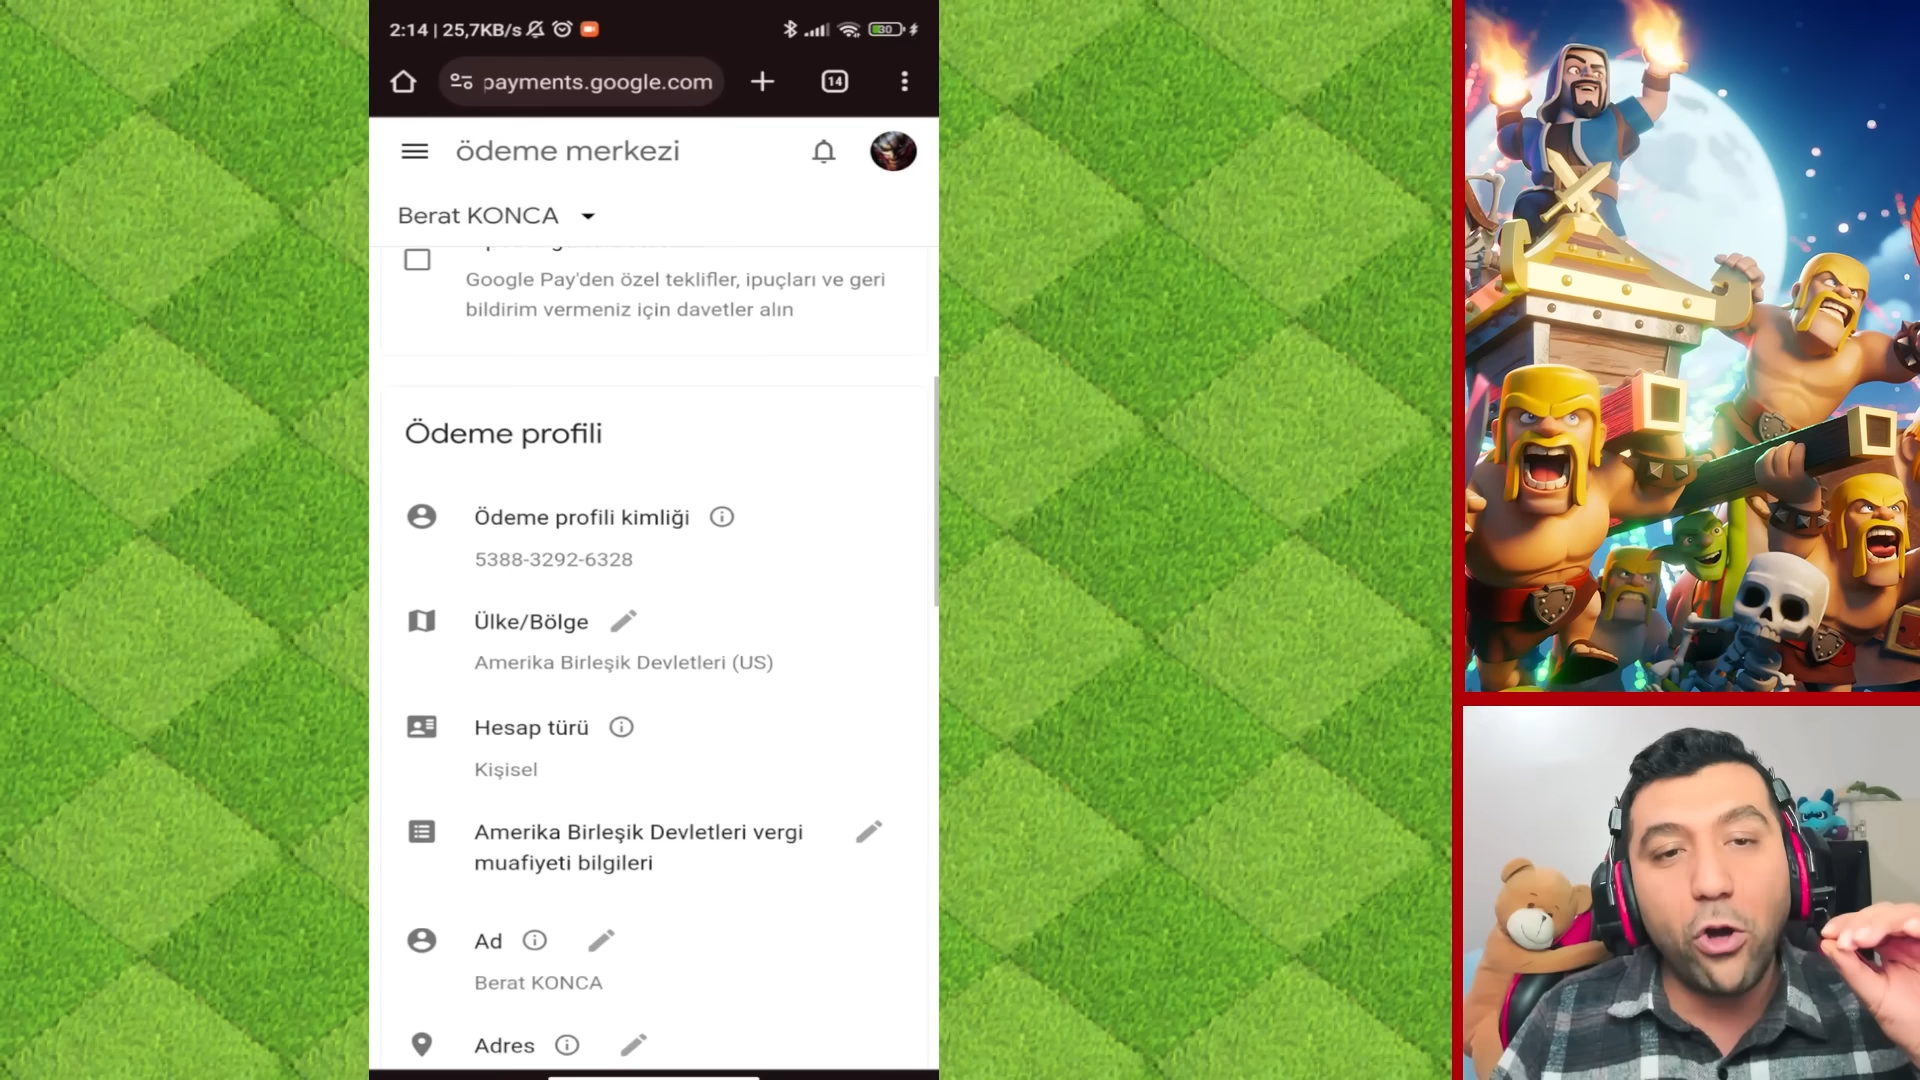 2:14 | 25,7KB/s
30
payments.google.com
14
ödeme merkezi
Berat KONCA
Google Pay'den özel teklifler, ipuçları ve geri
bildirim vermeniz için davetler alın
Ödeme profili
Ödeme profili kimliği
5388-3292-6328
Ülke/Bölge
Amerika Birleşik Devletleri (US)
Hesap türü
Kişisel
Amerika Birleşik Devletleri vergi
muafiyeti bilgileri
Ad
Berat KONCA
Adres